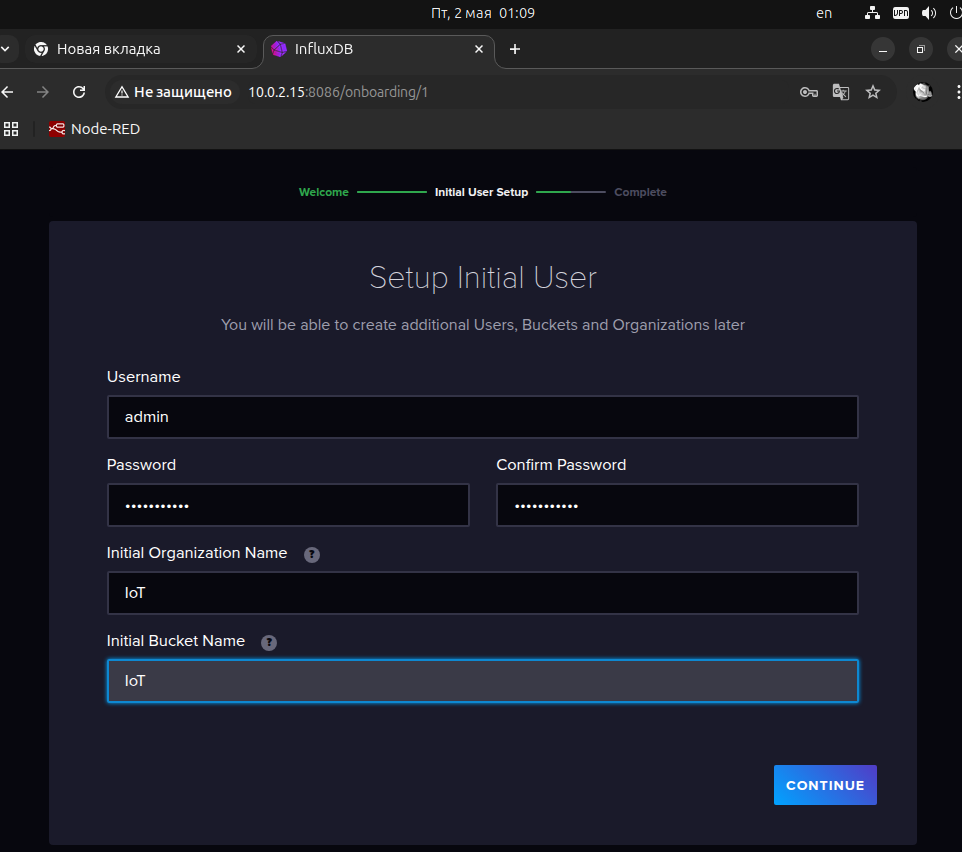 Пт, 2 мая 01:09
en
VPN
Новая вкладка
InfluxDB
Не защищено
10.0.2.15:8086/onboarding/1
Node-RED
Welcome
Initial User Setup
Complete
Setup Initial User
You will be able to create additional Users, Buckets and Organizations later
Username
admin
Password
Confirm Password
•••••••••••
•••••••••••
Initial Organization Name ?
IoT
Initial Bucket Name ?
IoT
CONTINUE